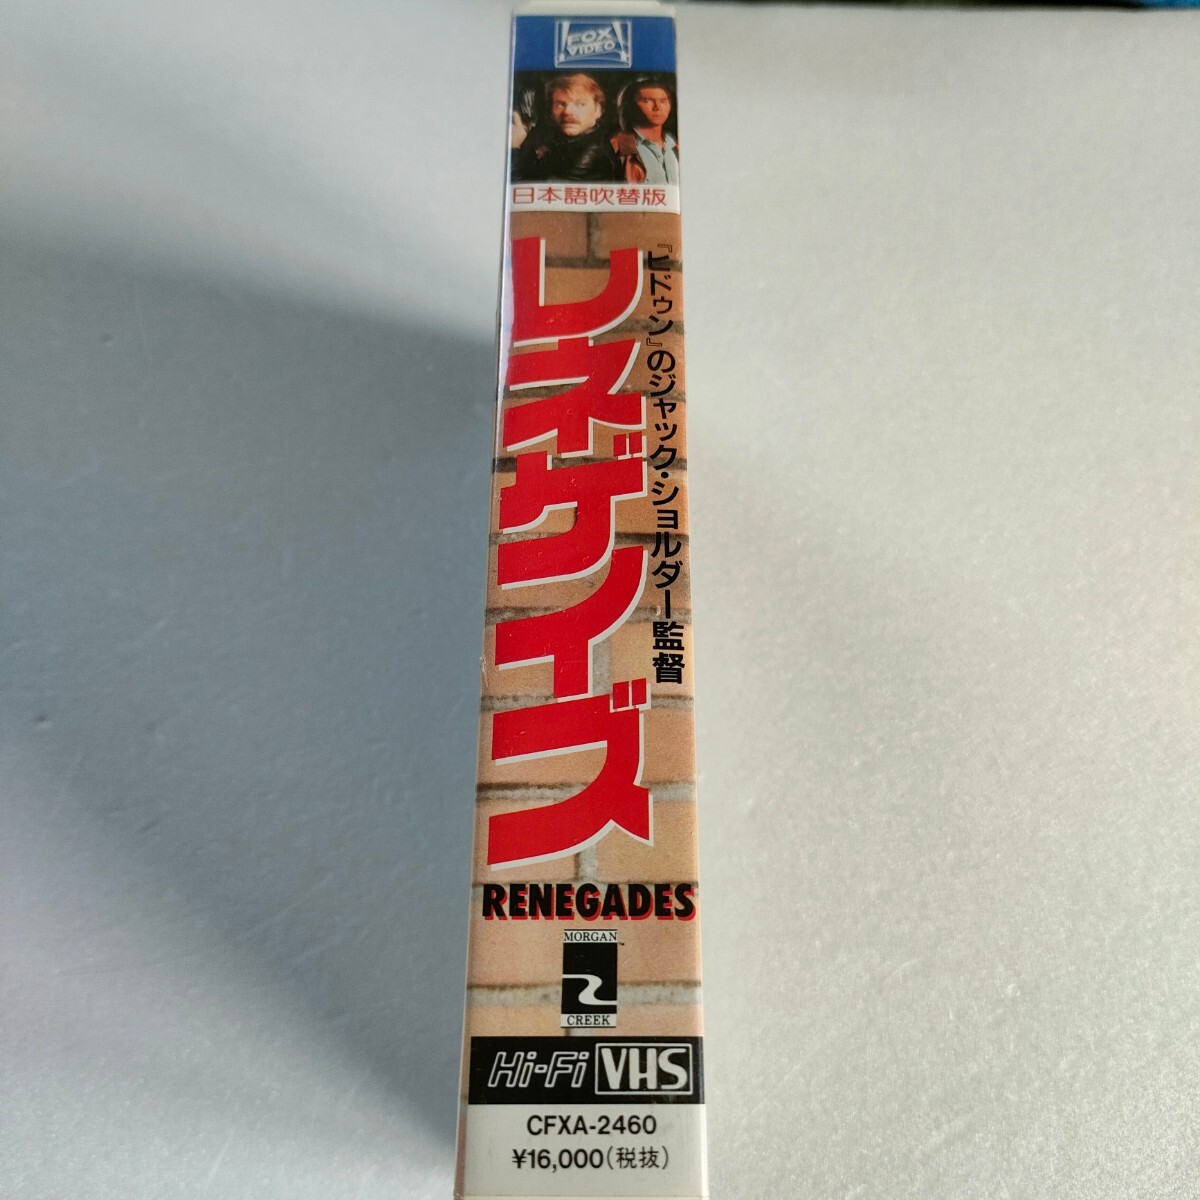 FOX
VIDEO
日本語吹替版
『ヒドゥン』のジャック・ショルダー監督
レネゲイズ
RENEGADES
MORGAN
CREEK
™
Hi-Fi VHS
CFXA-2460
¥16,000(税抜)